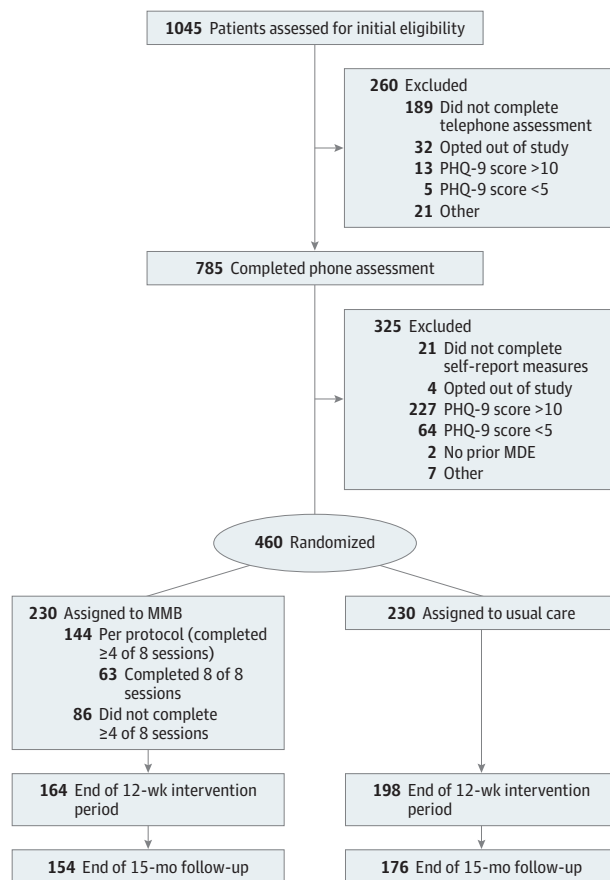 1045 Patients assessed for initial eligibility
260 Excluded
189 Did not complete
telephone assessment
32 Opted out of study
13 PHQ-9 score >10
5 PHQ-9 score <5
21 Other
785 Completed phone assessment
325 Excluded
21 Did not complete
self-report measures
4 Opted out of study
227 PHQ-9 score >10
64 PHQ-9 score <5
2 No prior MDE
7 Other
460 Randomized
230 Assigned to MMB
144 Per protocol (completed
≥4 of 8 sessions)
63 Completed 8 of 8
sessions
86 Did not complete
≥4 of 8 sessions
230 Assigned to usual care
164 End of 12-wk intervention
period
198 End of 12-wk intervention
period
154 End of 15-mo follow-up
176 End of 15-mo follow-up